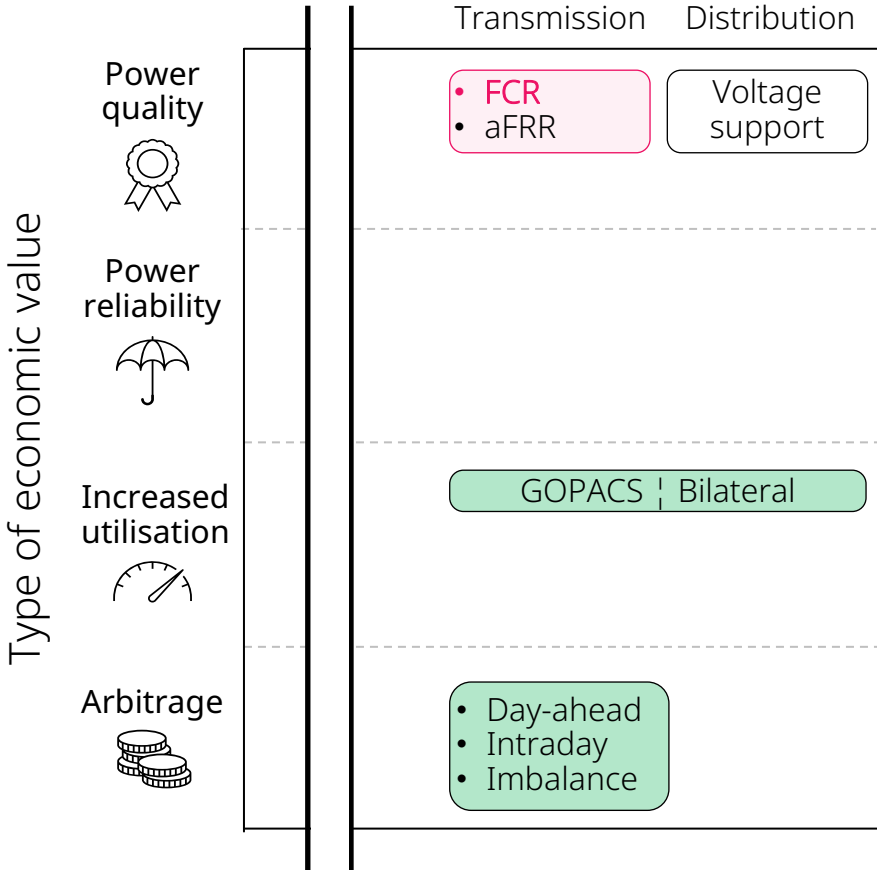 Transmission
Distribution
Type of economic value
Power
quality
• FCR
• aFRR
Voltage
support
Power
reliability
Increased
utilisation
GOPACS ¦ Bilateral
Arbitrage
• Day-ahead
• Intraday
• Imbalance